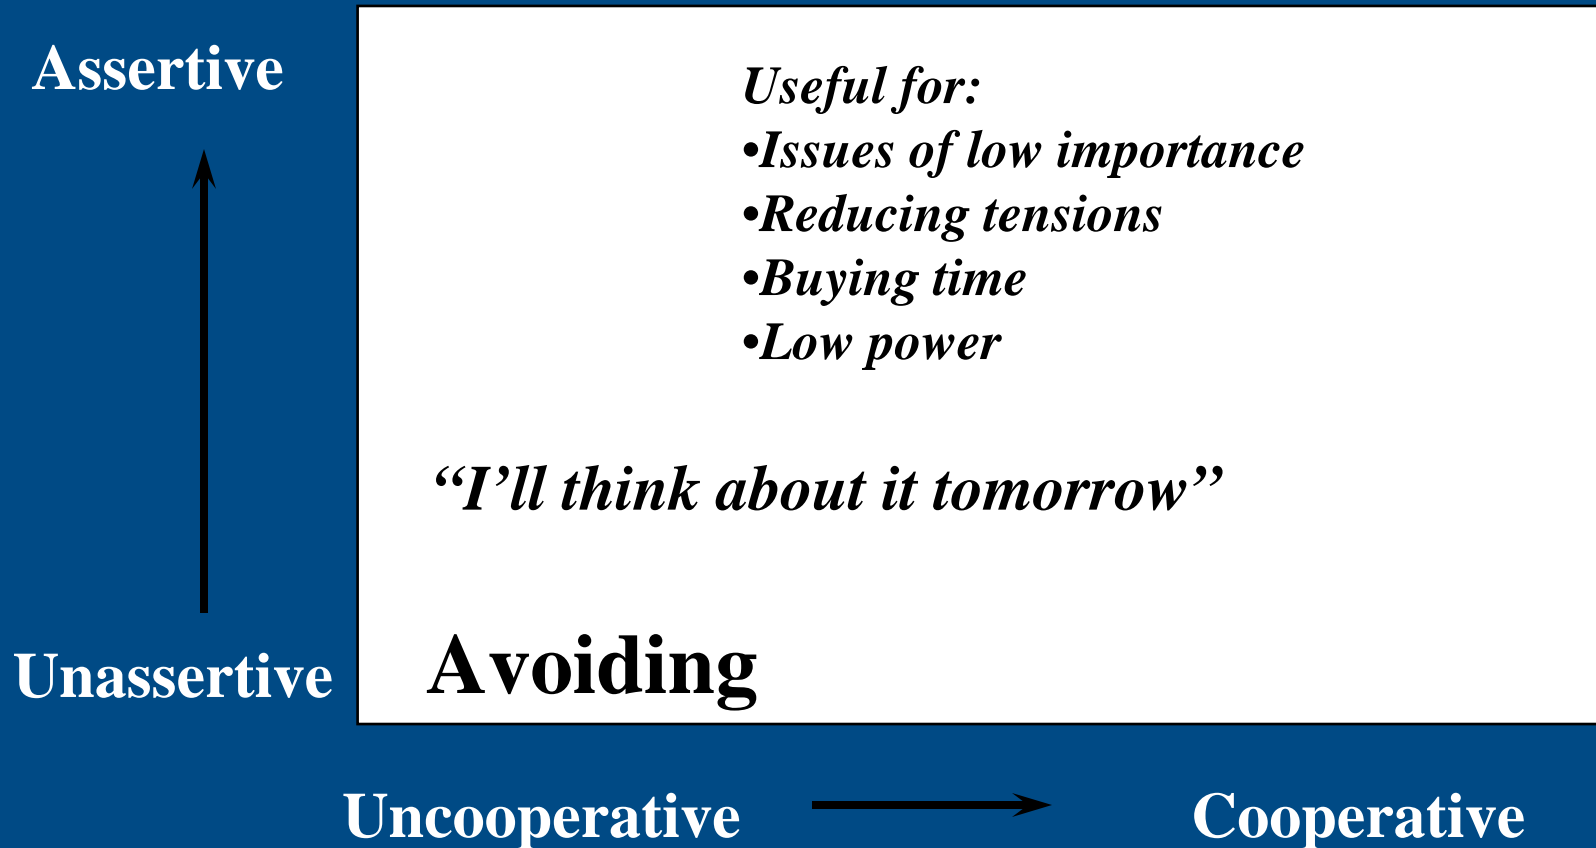 Assertive
Useful for:
•Issues of low importance
•Reducing tensions
•Buying time
•Low power
“I’ll think about it tomorrow”
Unassertive
Avoiding
Uncooperative
Cooperative